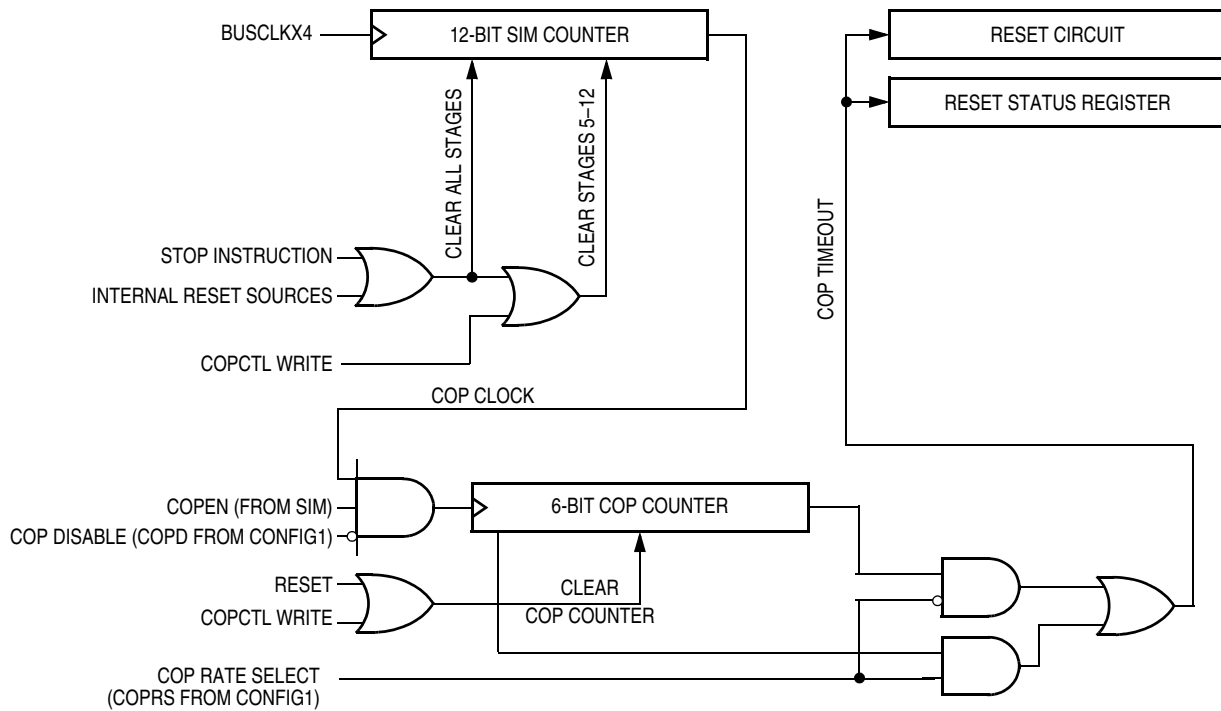 BUSCLKX4
12-BIT SIM COUNTER
RESET CIRCUIT
RESET STATUS REGISTER
CLEAR ALL STAGES
CLEAR STAGES 5–12
COP TIMEOUT
STOP INSTRUCTION
INTERNAL RESET SOURCES
COPCTL WRITE
COP CLOCK
COPEN (FROM SIM)
COP DISABLE (COPD FROM CONFIG1)
6-BIT COP COUNTER
RESET
COPCTL WRITE
CLEAR
COP COUNTER
COP RATE SELECT
(COPRS FROM CONFIG1)